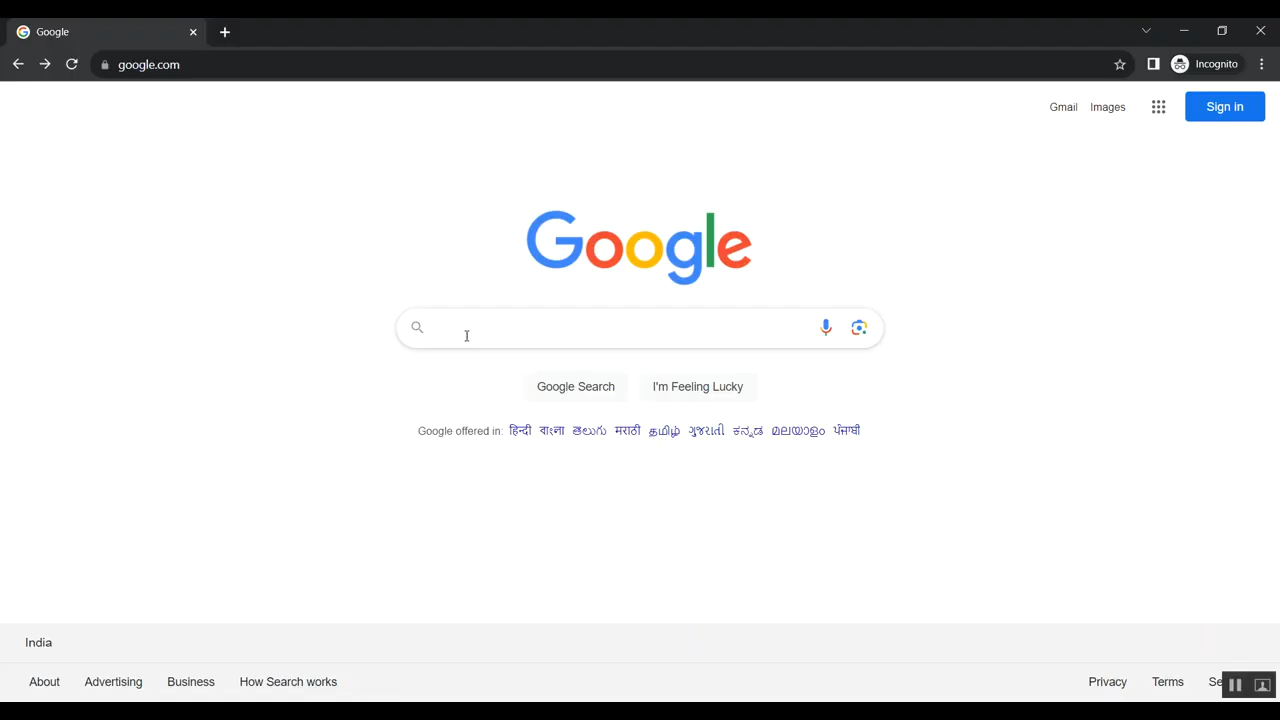 Google
google.com
Incognito
Gmail Images Sign in
Google
Google Search I'm Feeling Lucky
Google offered in: हिन्दी বাংলা తెలుగు मराठी தமிழ் ગુજરાતી ಕನ್ನಡ മലയാളം ਪੰਜਾਬੀ
India
About Advertising Business How Search works Privacy Terms